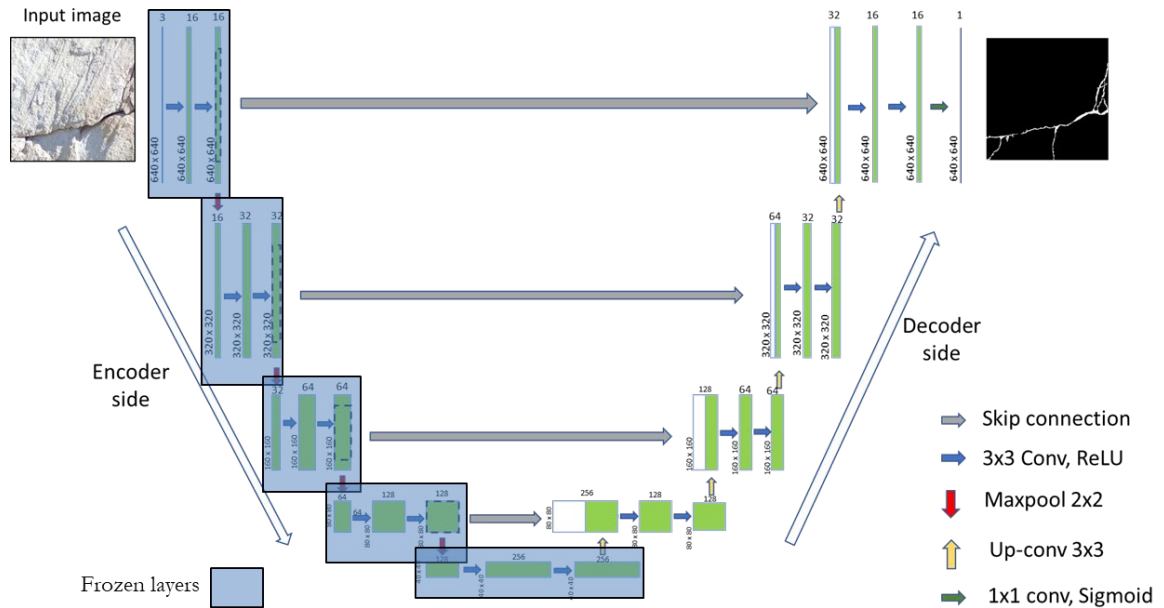 Input image
3 16 16
640 x 640 640 x 640 640 x 640
32 16 16 1
640 x 640 640 x 640 640 x 640 640 x 640
16 32 32
320 x 320 320 x 320 320 x 320
64 32 32
320 x 320 320 x 320 320 x 320
Encoder
side
Decoder
side
32 64 64
160 x 160 160 x 160 160 x 160
128 64 64
160 x 160 160 x 160 160 x 160
64 64 128 128
80 x 80 80 x 80 80 x 80
256 128 128
80 x 80 80 x 80 80 x 80
128 256 256
40 x 40 40 x 40 40 x 40
Frozen layers
Skip connection
3x3 Conv, ReLU
Maxpool 2x2
Up-conv 3x3
1x1 conv, Sigmoid